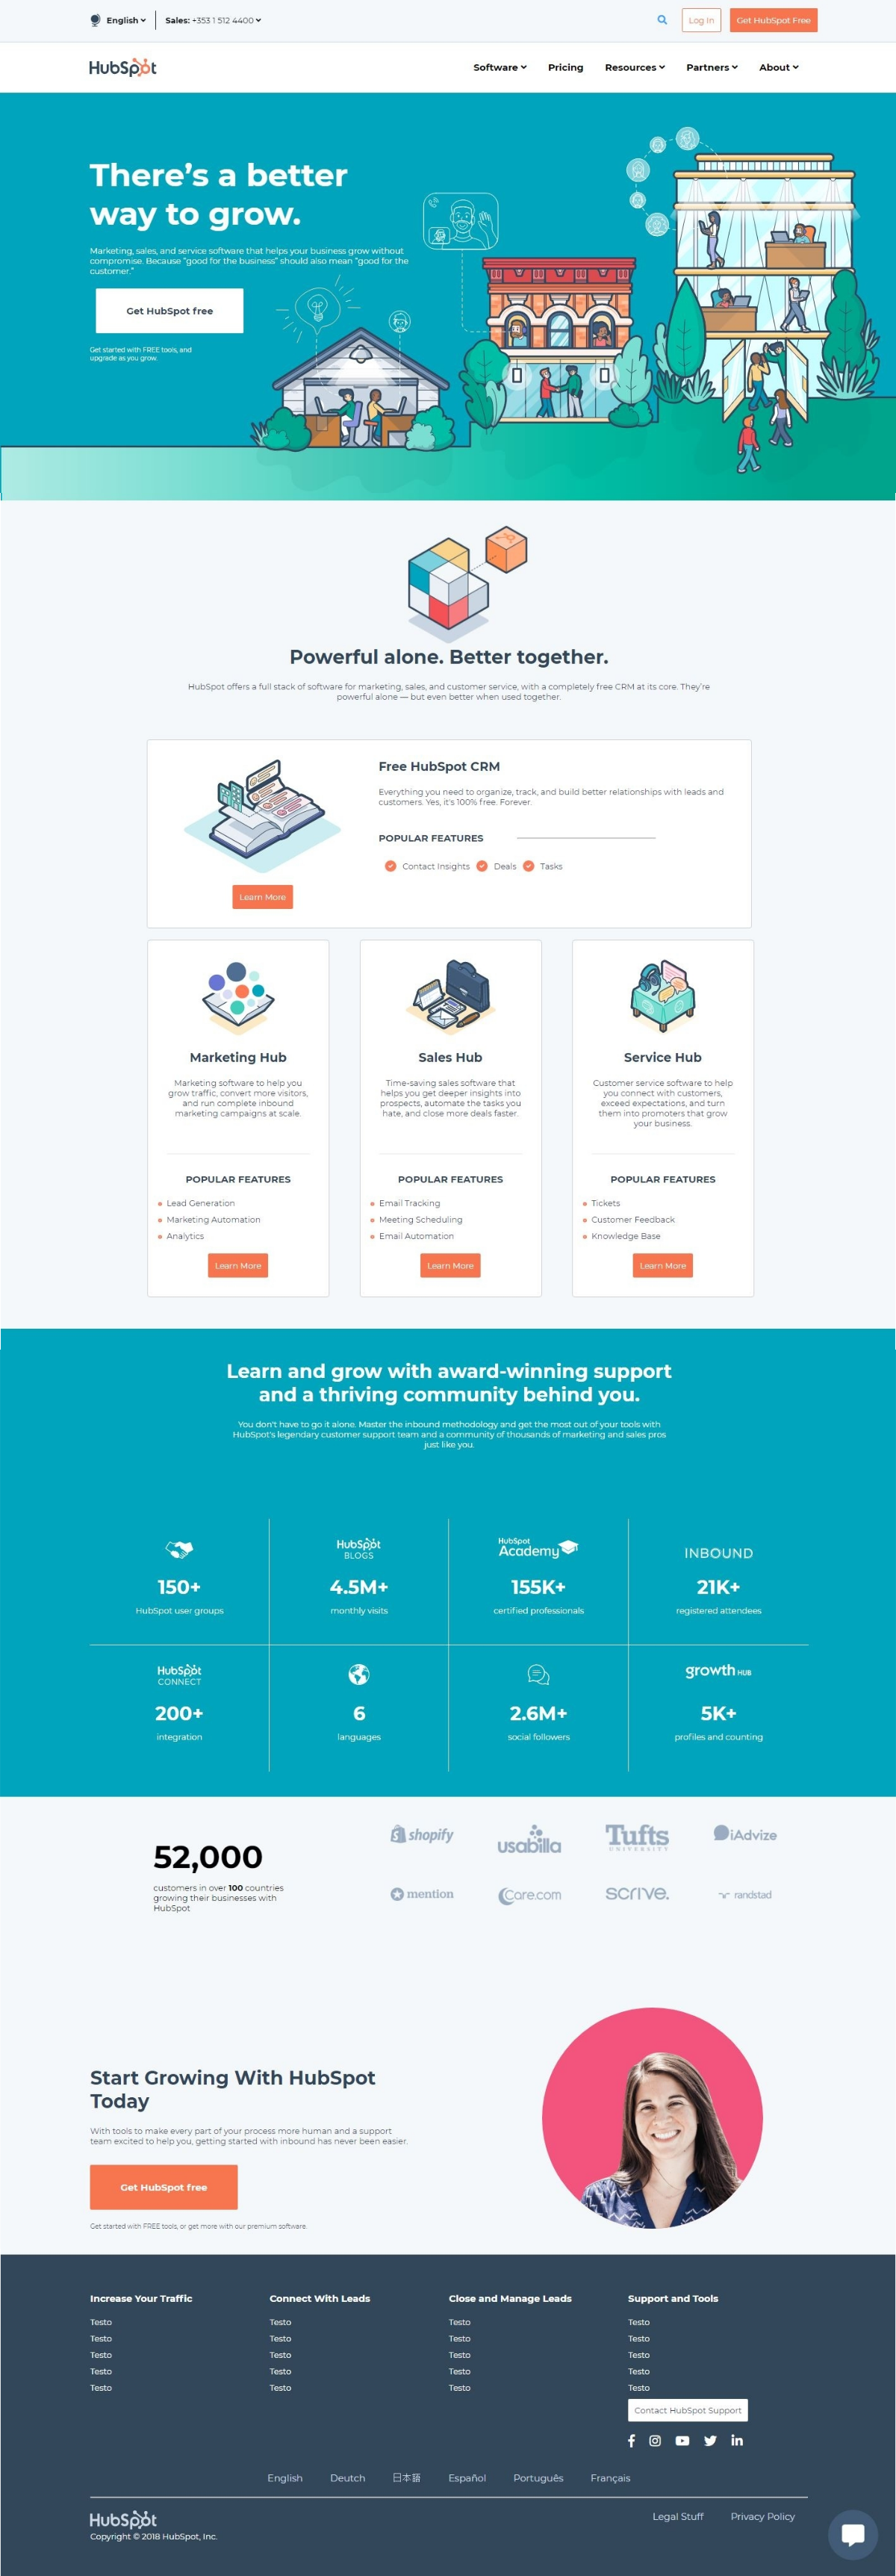 English
Sales: +353 1 512 4400
Log In
Get HubSpot Free
HubSpot
Software
Pricing
Resources
Partners
About
There's a better
way to grow.
Marketing, sales, and service software that helps your business grow without
compromise. Because "good for the business" should also mean "good for the
customer."
Get HubSpot free
Get started with FREE tools, and
upgrade as you grow.
Powerful alone. Better together.
HubSpot offers a full stack of software for marketing, sales, and customer service, with a completely free CRM at its core. They're
powerful alone — but even better when used together.
Free HubSpot CRM
Everything you need to organize, track, and build better relationships with leads and
customers. Yes, it's 100% free. Forever.
POPULAR FEATURES
Contact Insights
Deals
Tasks
Learn More
Marketing Hub
Marketing software to help you
grow traffic, convert more visitors,
and run complete inbound
marketing campaigns at scale.
POPULAR FEATURES
Lead Generation
Marketing Automation
Analytics
Learn More
Sales Hub
Time-saving sales software that
helps you get deeper insights into
prospects, automate the tasks you
hate, and close more deals faster.
POPULAR FEATURES
Email Tracking
Meeting Scheduling
Email Automation
Learn More
Service Hub
Customer service software to help
you connect with customers,
exceed expectations, and turn
them into promoters that grow
your business.
POPULAR FEATURES
Tickets
Customer Feedback
Knowledge Base
Learn More
Learn and grow with award-winning support
and a thriving community behind you.
You don't have to go it alone. Master the inbound methodology and get the most out of your tools with
HubSpot's legendary customer support team and a community of thousands of marketing and sales pros
just like you.
150+
HubSpot user groups
HubSpot
BLOGS
4.5M+
monthly visits
HubSpot
Academy
155K+
certified professionals
INBOUND
21K+
registered attendees
HubSpot
CONNECT
200+
integration
6
languages
2.6M+
social followers
growth HUB
5K+
profiles and counting
52,000
customers in over 100 countries
growing their businesses with
HubSpot
shopify
usabilla
Tufts
UNIVERSITY
iAdvize
mention
Care.com
SCRIVE.
randstad
Start Growing With HubSpot
Today
With tools to make every part of your process more human and a support
team excited to help you, getting started with inbound has never been easier.
Get HubSpot free
Get started with FREE tools, or get more with our premium software.
Increase Your Traffic
Testo
Testo
Testo
Testo
Testo
Connect With Leads
Testo
Testo
Testo
Testo
Testo
Close and Manage Leads
Testo
Testo
Testo
Testo
Testo
Support and Tools
Testo
Testo
Testo
Testo
Testo
Contact HubSpot Support
English
Deutch
日本語
Español
Português
Français
HubSpot
Copyright © 2018 HubSpot, Inc.
Legal Stuff
Privacy Policy